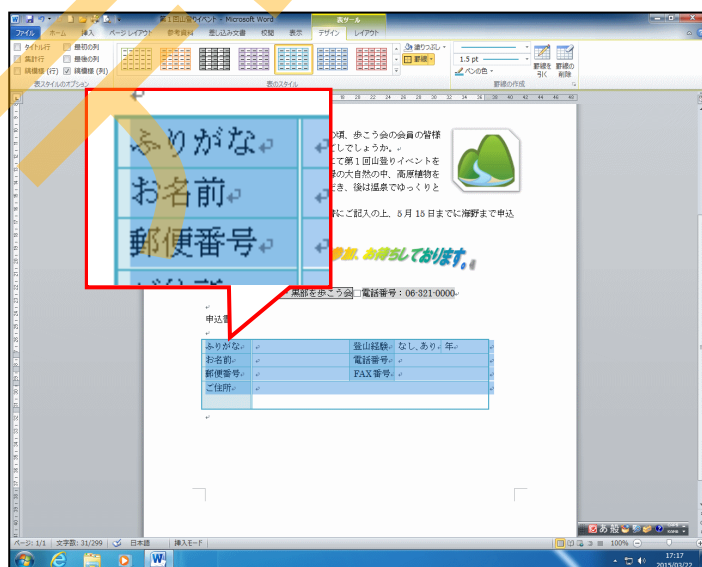 第1回山登りイベント - Microsoft Word
表ツール
ファイル ホーム 挿入 ページ レイアウト 参考資料 差し込み文書 校閲 表示 デザイン レイアウト
タイトル行 最初の列
集計行 最後の列
縞模様 (行) 縞模様 (列)
表スタイルのオプション
表のスタイル
塗りつぶし
罫線
1.5 pt
ペンの色
罫線を引く
罫線の削除
罫線の作成
ふりがな
お名前
郵便番号
の頃、歩こう会の会員の皆様
ごしでしょうか。
にて第1回山登りイベントを
の大自然の中、高原植物を
だき、後は温泉でゆっくりと
にご記入の上、5月15日までに海野まで申込
参加、お待ちしております。
黒部を歩こう会 電話番号:06-321-0000
申込書
ふりがな 登山経験 なし、あり 年
お名前 電話番号
郵便番号 FAX番号
ご住所
あ 般
ページ: 1/1 文字数: 31/299 日本語 挿入モード 100%
17:17
2015/03/22